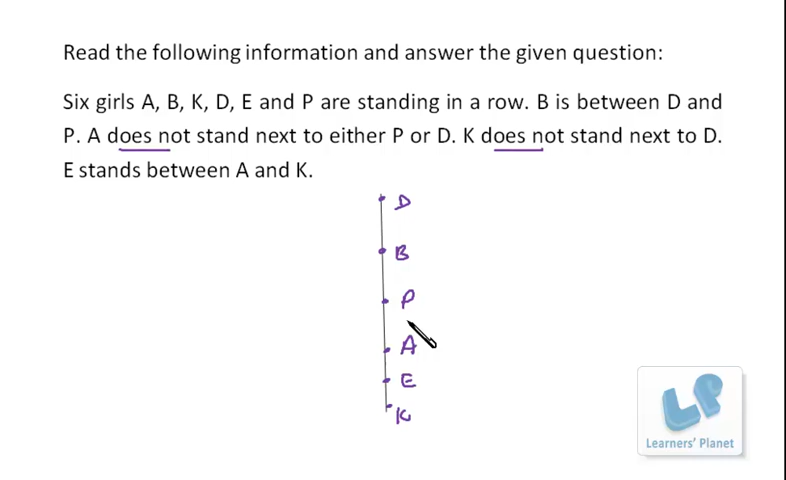 Read the following information and answer the given question:
Six girls A, B, K, D, E and P are standing in a row. B is between D and
P. A does not stand next to either P or D. K does not stand next to D.
E stands between A and K.
D
B
P
A
E
K
LP
Learners' Planet